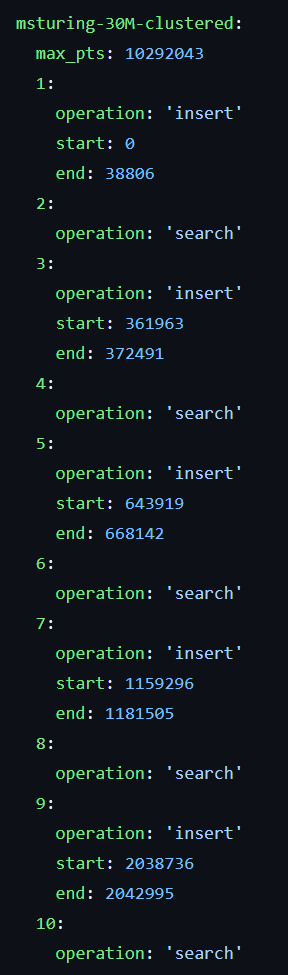 msturing-30M-clustered:
  max_pts: 10292043
  1:
    operation: 'insert'
    start: 0
    end: 38806
  2:
    operation: 'search'
  3:
    operation: 'insert'
    start: 361963
    end: 372491
  4:
    operation: 'search'
  5:
    operation: 'insert'
    start: 643919
    end: 668142
  6:
    operation: 'search'
  7:
    operation: 'insert'
    start: 1159296
    end: 1181505
  8:
    operation: 'search'
  9:
    operation: 'insert'
    start: 2038736
    end: 2042995
  10:
    operation: 'search'